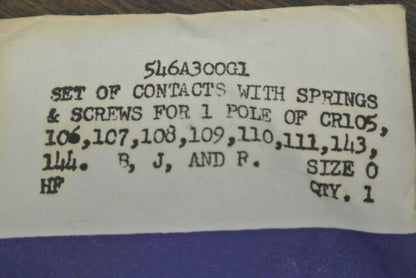 546A300G1
SET OF CONTACTS WITH SPRINGS
& SCREWS FOR 1 POLE OF CR105,
106,107,108,109,110,111,143,
144. B, J, AND R. SIZE 0
HF QTY. 1